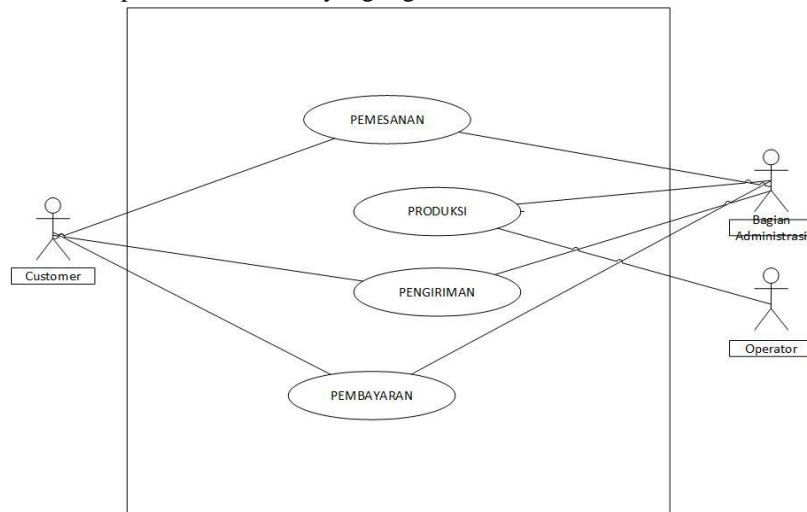 PEMESANAN
PRODUKSI
Bagian
Administrasi
Customer
PENGIRIMAN
Operator
PEMBAYARAN